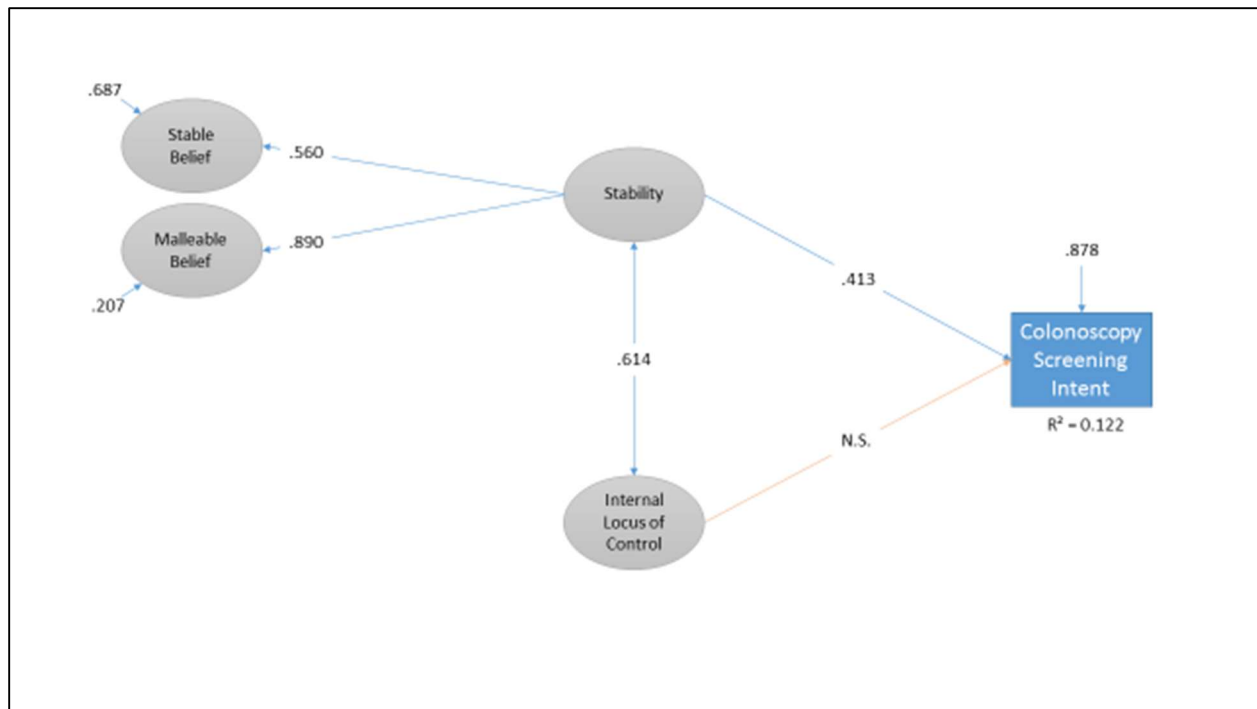 .687
Stable
Belief
.560
Stability
Malleable
Belief
.890
.207
.413
.878
Colonoscopy
Screening
Intent
R² = 0.122
.614
N.S.
Internal
Locus of
Control